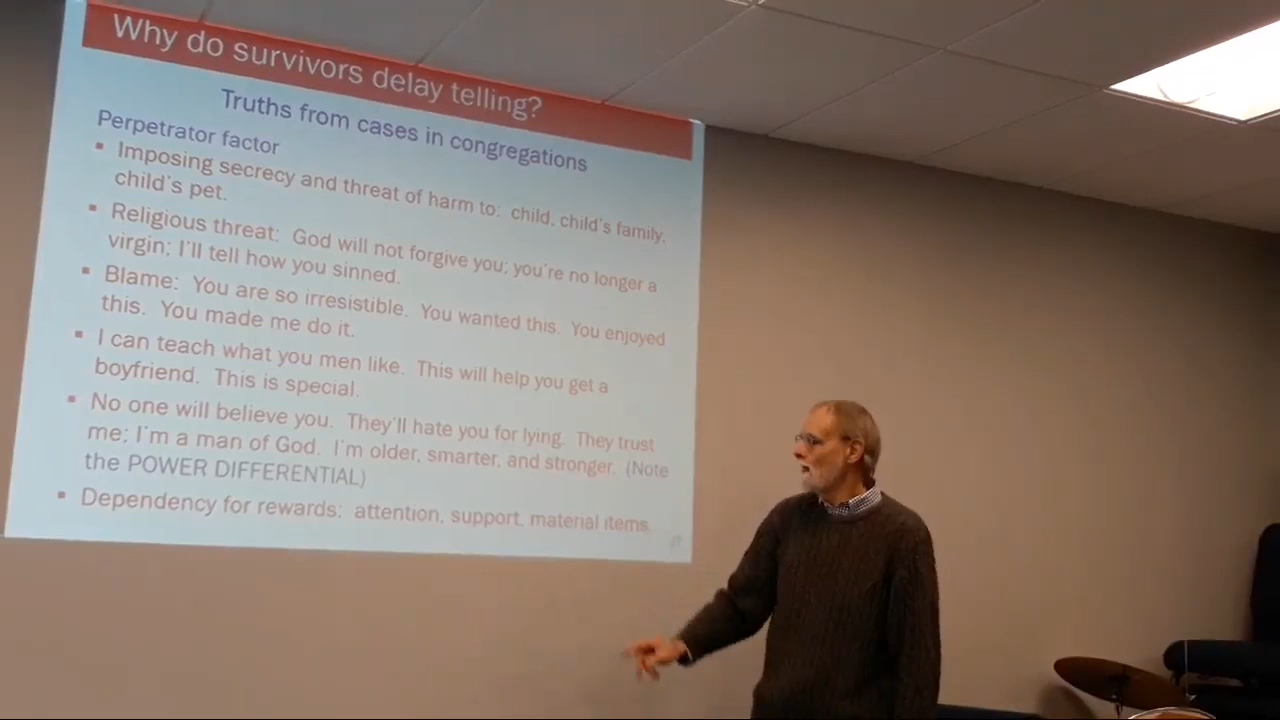 Why do survivors delay telling?
Truths from cases in congregations
Perpetrator factor
▪ Imposing secrecy and threat of harm to: child, child's family,
child's pet.
▪ Religious threat: God will not forgive you; you're no longer a
virgin; I'll tell how you sinned.
▪ Blame: You are so irresistible. You wanted this. You enjoyed
this. You made me do it.
▪ I can teach what you men like. This will help you get a
boyfriend. This is special.
▪ No one will believe you. They'll hate you for lying. They trust
me; I'm a man of God. I'm older, smarter, and stronger. (Note
the POWER DIFFERENTIAL)
▪ Dependency for rewards: attention, support, material items.